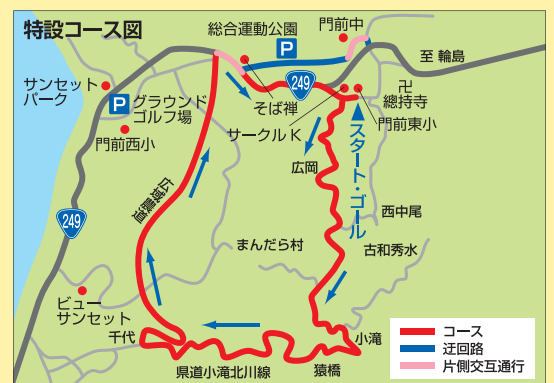 特設コース図
総合運動公園
門前中
P
至 輪島
サンセット
パーク
P
グラウンド
ゴルフ場
249
そば禅
卍
總持寺
サークルK
門前東小
門前西小
スタート・ゴール
広岡
広域農道
西中尾
249
まんだら村
古和秀水
ビュー
サンセット
千代
小滝
県道小滝北川線
猿橋
コース
迂回路
片側交互通行